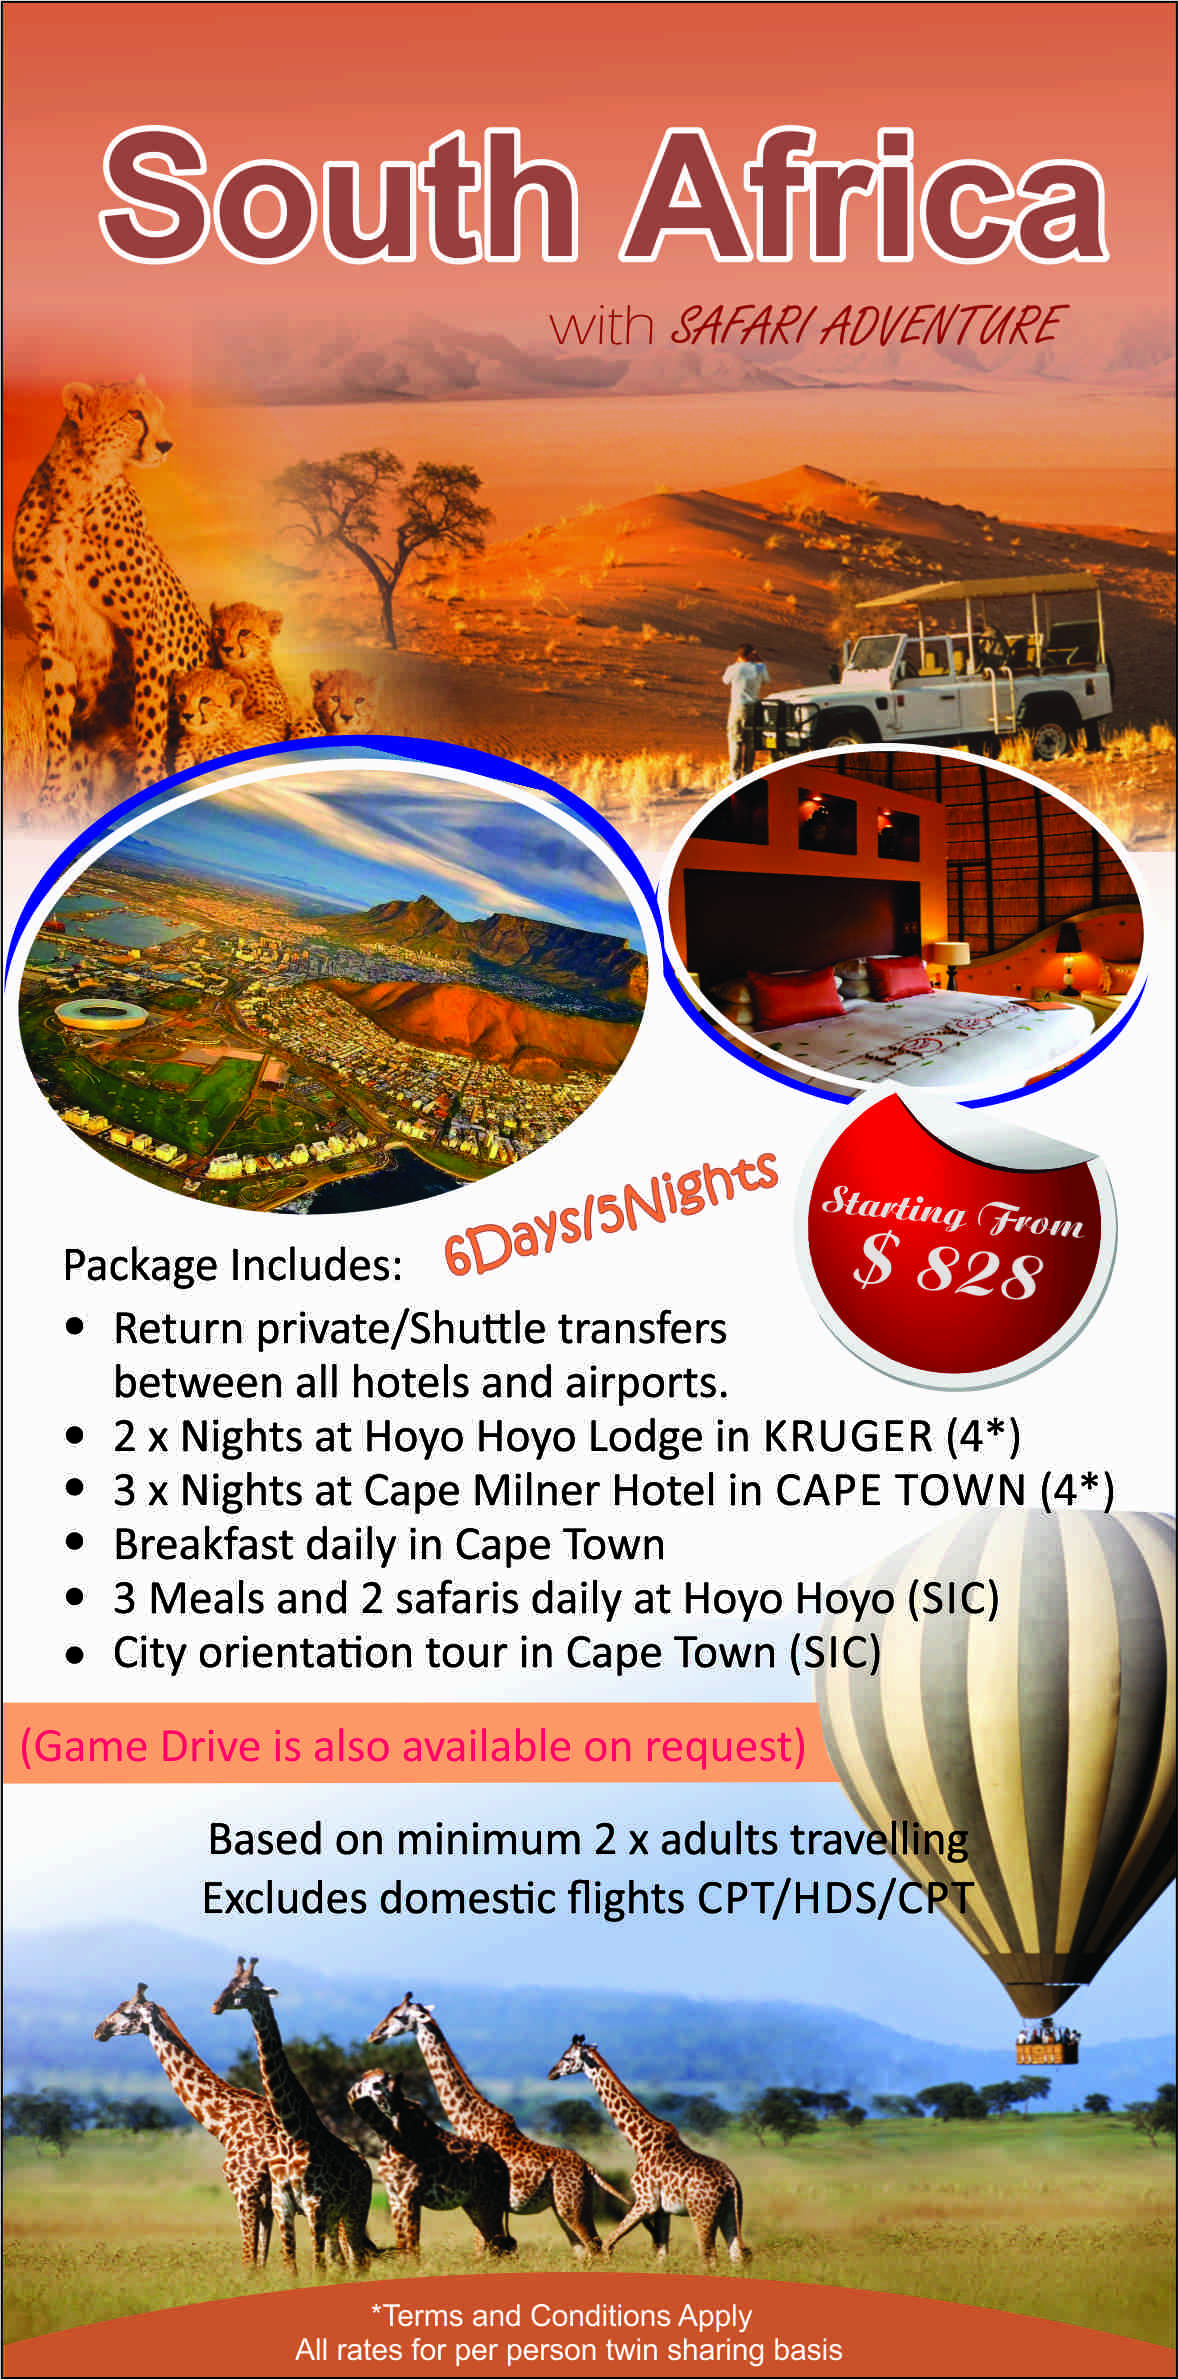 South Africa
with SAFARI ADVENTURE
6Days/5Nights
Starting From
$ 828
Package Includes:
• Return private/Shuttle transfers
between all hotels and airports.
• 2 x Nights at Hoyo Hoyo Lodge in KRUGER (4*)
• 3 x Nights at Cape Milner Hotel in CAPE TOWN (4*)
• Breakfast daily in Cape Town
• 3 Meals and 2 safaris daily at Hoyo Hoyo (SIC)
• City orientation tour in Cape Town (SIC)
(Game Drive is also available on request)
Based on minimum 2 x adults travelling
Excludes domestic flights CPT/HDS/CPT
*Terms and Conditions Apply
All rates for per person twin sharing basis